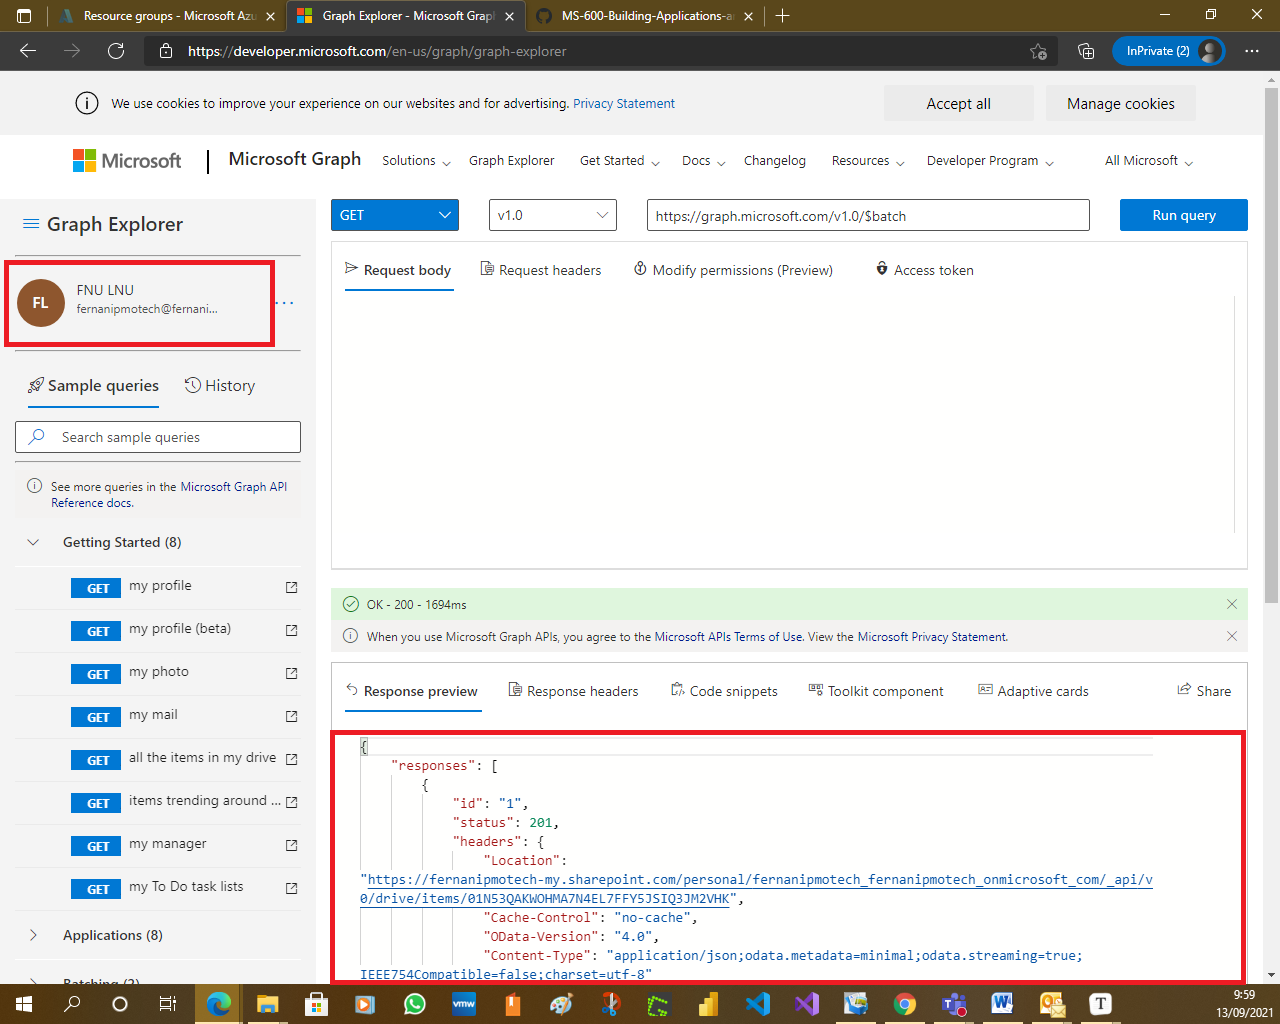 Resource groups - Microsoft Azu
Graph Explorer - Microsoft Grap
MS-600-Building-Applications-a
https://developer.microsoft.com/en-us/graph/graph-explorer
InPrivate (2)
We use cookies to improve your experience on our websites and for advertising. Privacy Statement
Accept all
Manage cookies
Microsoft
Microsoft Graph
Solutions
Graph Explorer
Get Started
Docs
Changelog
Resources
Developer Program
All Microsoft
Graph Explorer
GET
v1.0
https://graph.microsoft.com/v1.0/$batch
Run query
FL
FNU LNU
fernanipmotech@fernani...
...
Request body
Request headers
Modify permissions (Preview)
Access token
Sample queries
History
Search sample queries
See more queries in the Microsoft Graph API
Reference docs.
Getting Started (8)
GET my profile
GET my profile (beta)
GET my photo
GET my mail
GET all the items in my drive
GET items trending around ...
GET my manager
GET my To Do task lists
Applications (8)
Batching (2)
OK - 200 - 1694ms
When you use Microsoft Graph APIs, you agree to the Microsoft APIs Terms of Use. View the Microsoft Privacy Statement.
Response preview
Response headers
Code snippets
Toolkit component
Adaptive cards
Share
{
"responses": [
{
"id": "1",
"status": 201,
"headers": {
"Location":
"https://fernanipmotech-my.sharepoint.com/personal/fernanipmotech_fernanipmotech_onmicrosoft_com/_api/v
0/drive/items/01N53QAKWOHMA7N4EL7FFY5JSIQ3JM2VHK",
"Cache-Control": "no-cache",
"OData-Version": "4.0",
"Content-Type": "application/json;odata.metadata=minimal;odata.streaming=true;
IEEE754Compatible=false;charset=utf-8"
vmw
T
9:59
13/09/2021